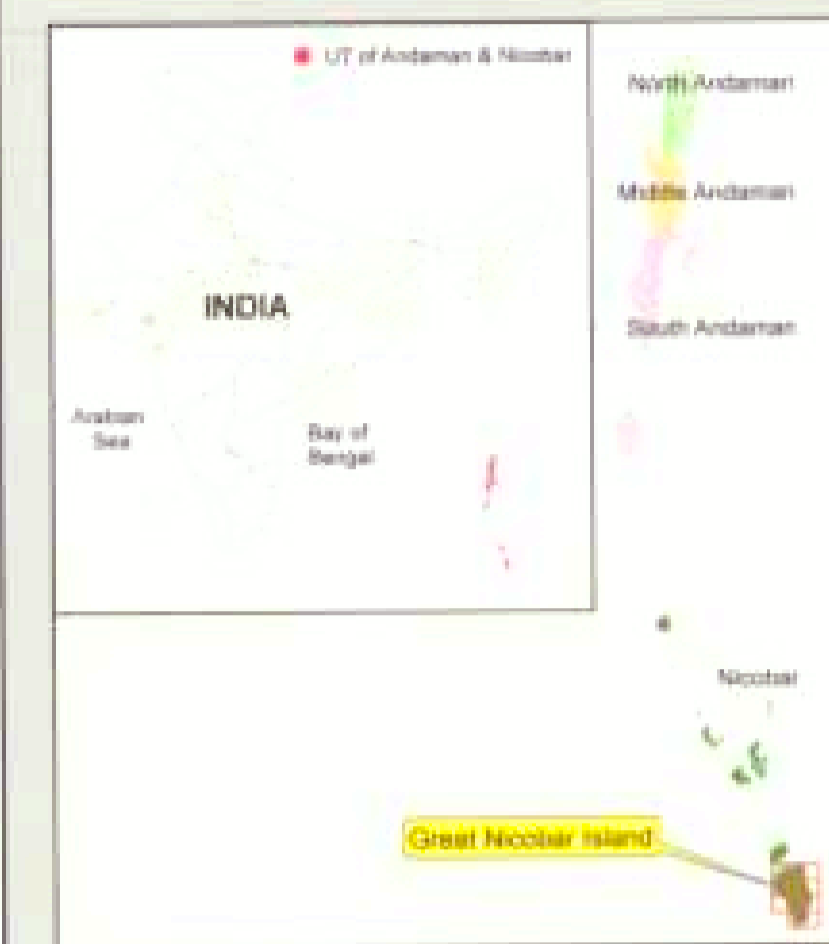 UT of Andaman & Nicobar
North Andaman
Middle Andaman
INDIA
South Andaman
Arabian
Sea
Bay of
Bengal
Nicobar
Great Nicobar Island